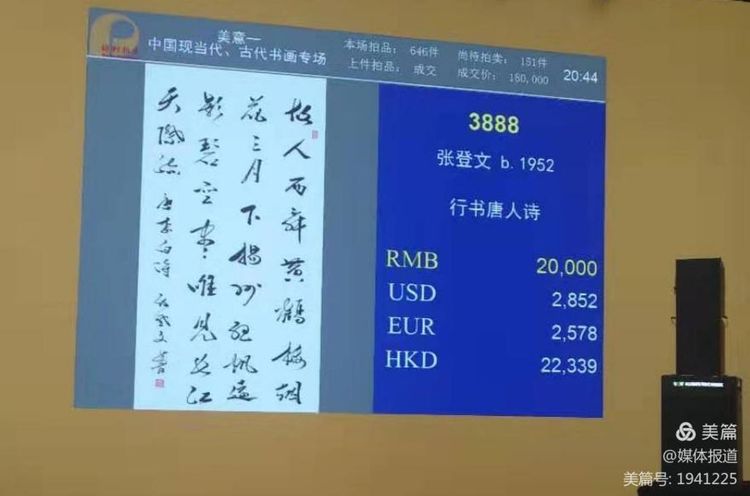 美意一
中国现当代、古代书画专场
本场拍品: 646件 尚待拍卖: 151件
上件拍品: 成交 成交价: 180,000
20:44
故人西辞黄鹤楼烟
花三月下扬州孤帆远
影碧空尽唯见长江
天际流 唐李白诗 登文书
3888
张登文 b. 1952
行书唐人诗
RMB 20,000
USD 2,852
EUR 2,578
HKD 22,339
美篇
@媒体报道
美篇号: 1941225